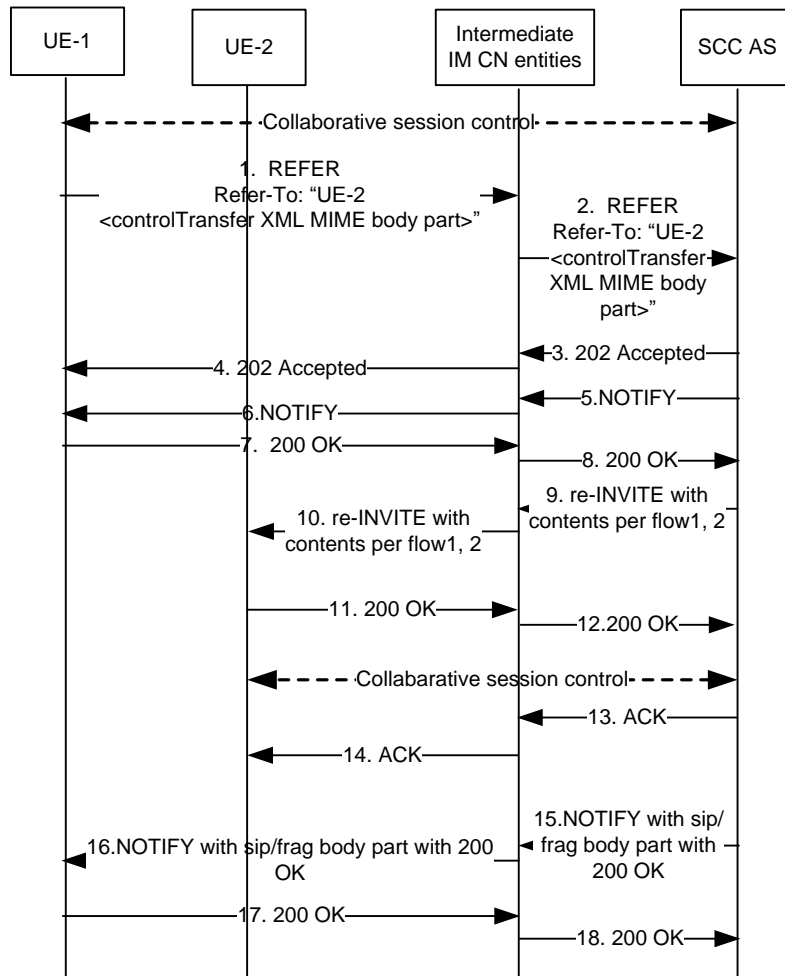 UE-1
UE-2
Intermediate
IM CN entities
SCC AS
Collaborative session control
1.  REFER
Refer-To: “UE-2
<controlTransfer XML MIME body part>”
2.  REFER
Refer-To: “UE-2
<controlTransfer
XML MIME body
part>”
3. 202 Accepted
4. 202 Accepted
5.NOTIFY
6.NOTIFY
7.  200 OK
8. 200 OK
9. re-INVITE with
contents per flow1, 2
10. re-INVITE with
contents per flow1, 2
11. 200 OK
12.200 OK
Collabarative session control
13. ACK
14. ACK
15.NOTIFY with sip/
frag body part with
200 OK
16.NOTIFY with sip/frag body part with 200
OK
17. 200 OK
18. 200 OK